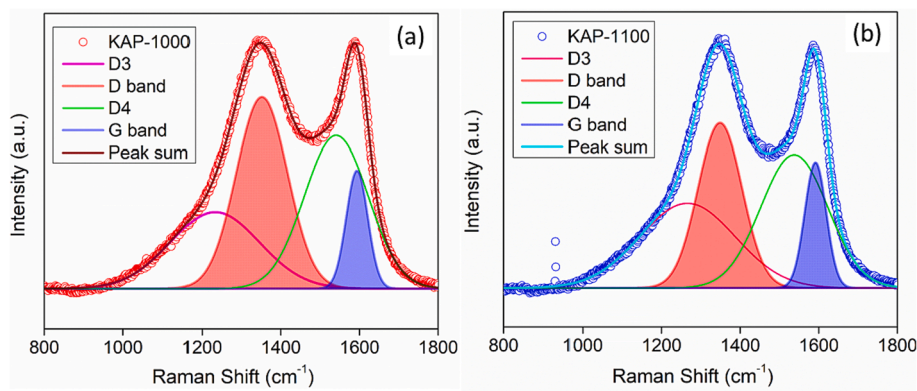 (a)
KAP-1000
D3
D band
D4
G band
Peak sum
Intensity (a.u.)
800 1000 1200 1400 1600 1800
Raman Shift (cm⁻¹)
(b)
KAP-1100
D3
D band
D4
G band
Peak sum
Intensity (a.u.)
800 1000 1200 1400 1600 1800
Raman Shift (cm⁻¹)